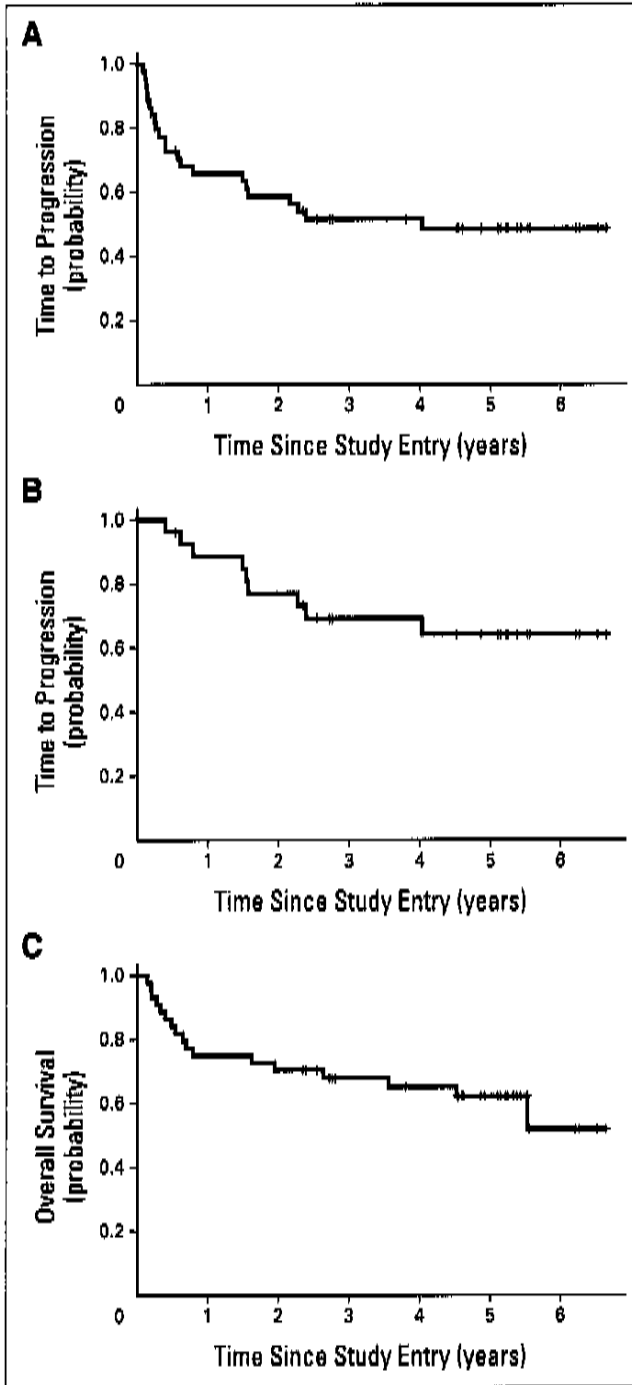 A
Time to Progression
(probability)
1.0
0.8
0.6
0.4
0.2
0
1 2 3 4 5 6
Time Since Study Entry (years)
B
Time to Progression
(probability)
1.0
0.8
0.6
0.4
0.2
0
1 2 3 4 5 6
Time Since Study Entry (years)
C
Overall Survival
(probability)
1.0
0.8
0.6
0.4
0.2
0
1 2 3 4 5 6
Time Since Study Entry (years)